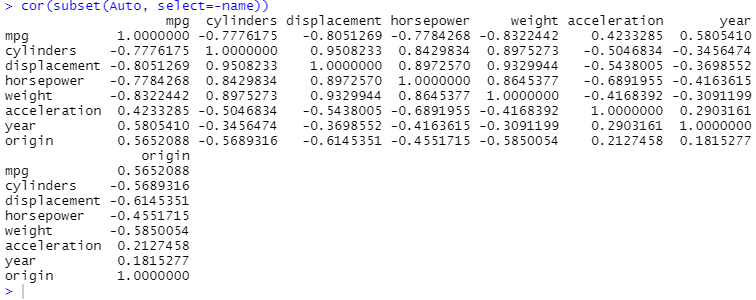 > cor(subset(Auto, select=-name))
                    mpg  cylinders displacement horsepower     weight acceleration       year
mpg           1.0000000 -0.7776175   -0.8051269 -0.7784268 -0.8322442    0.4233285  0.5805410
cylinders    -0.7776175  1.0000000    0.9508233  0.8429834  0.8975273   -0.5046834 -0.3456474
displacement -0.8051269  0.9508233    1.0000000  0.8972570  0.9329944   -0.5438005 -0.3698552
horsepower   -0.7784268  0.8429834    0.8972570  1.0000000  0.8645377   -0.6891955 -0.4163615
weight       -0.8322442  0.8975273    0.9329944  0.8645377  1.0000000   -0.4168392 -0.3091199
acceleration  0.4233285 -0.5046834   -0.5438005 -0.6891955 -0.4168392    1.0000000  0.2903161
year          0.5805410 -0.3456474   -0.3698552 -0.4163615 -0.3091199    0.2903161  1.0000000
origin        0.5652088 -0.5689316   -0.6145351 -0.4551715 -0.5850054    0.2127458  0.1815277
                 origin
mpg           0.5652088
cylinders    -0.5689316
displacement -0.6145351
horsepower   -0.4551715
weight       -0.5850054
acceleration  0.2127458
year          0.1815277
origin        1.0000000
>